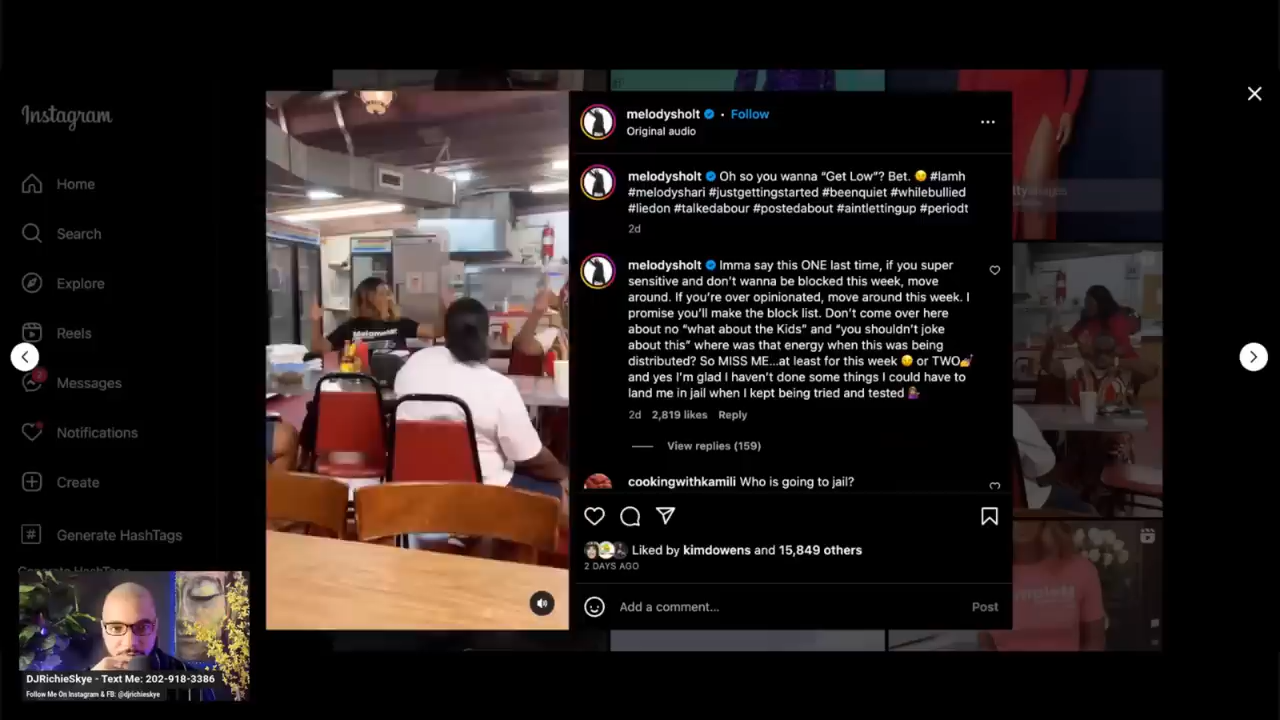 Instagram
Home
Search
Explore
Reels
2
Messages
Notifications
Create
#
Generate HashTags
melodysholt • Follow
Original audio
melodysholt Oh so you wanna “Get Low”? Bet. 😉 #lamh
#melodyshari #justgettingstarted #beenquiet #whilebullied
#liedon #talkedabour #postedabout #aintlettingup #periodt
2d
melodysholt Imma say this ONE last time, if you super
sensitive and don’t wanna be blocked this week, move
around. If you’re over opinionated, move around this week. I
promise you’ll make the block list. Don’t come over here
about no “what about the Kids” and “you shouldn’t joke
about this” where was that energy when this was being
distributed? So MISS ME...at least for this week 😉 or TWO💅
and yes I’m glad I haven’t done some things I could have to
land me in jail when I kept being tried and tested 💁🏽‍♀️
2d 2,819 likes Reply
View replies (159)
cookingwithkamili Who is going to jail?
Liked by kimdowens and 15,849 others
2 DAYS AGO
Add a comment... Post
DJRichieSkye - Text Me: 202-918-3386
Follow Me On Instagram & FB: @djrichieskye